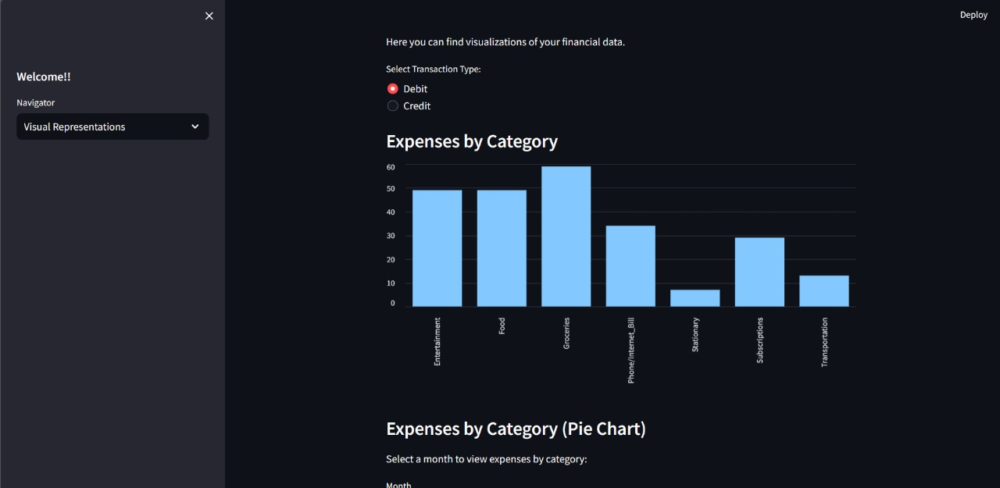 Deploy
Welcome!!
Navigator
Visual Representations
Here you can find visualizations of your financial data.
Select Transaction Type:
Debit
Credit
Expenses by Category
60
50
40
30
20
10
0
Entertainment
Food
Groceries
Phone/Internet_Bill
Stationary
Subscriptions
Transportation
Expenses by Category (Pie Chart)
Select a month to view expenses by category:
Month